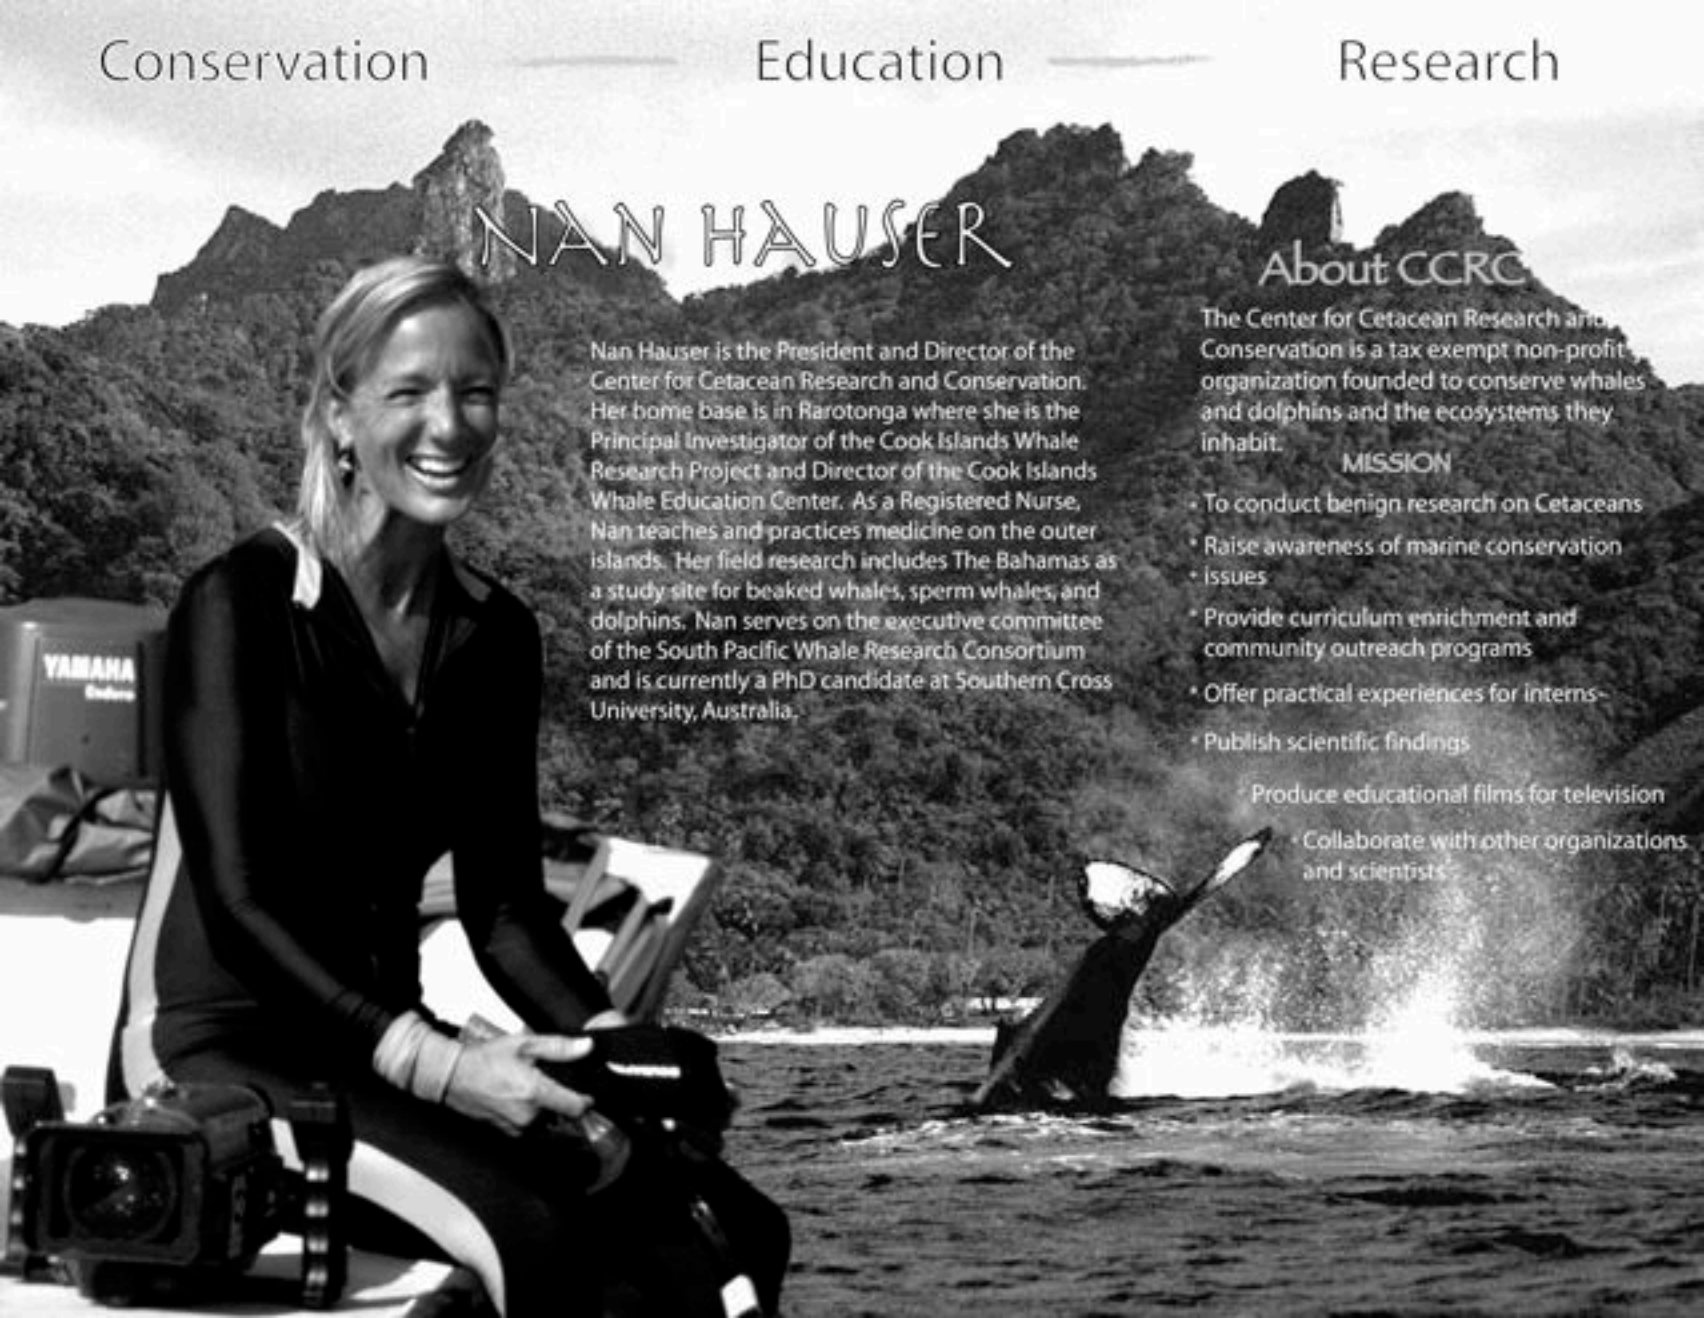 Conservation Education Research
NAN HAUSER
Nan Hauser is the President and Director of the
Center for Cetacean Research and Conservation.
Her home base is in Rarotonga where she is the
Principal Investigator of the Cook Islands Whale
Research Project and Director of the Cook Islands
Whale Education Center. As a Registered Nurse,
Nan teaches and practices medicine on the outer
islands. Her field research includes The Bahamas as
a study site for beaked whales, sperm whales, and
dolphins. Nan serves on the executive committee
of the South Pacific Whale Research Consortium
and is currently a PhD candidate at Southern Cross
University, Australia.
About CCRC
The Center for Cetacean Research and
Conservation is a tax exempt non-profit
organization founded to conserve whales
and dolphins and the ecosystems they
inhabit.
MISSION
* To conduct benign research on Cetaceans
* Raise awareness of marine conservation
* issues
* Provide curriculum enrichment and
community outreach programs
* Offer practical experiences for interns-
* Publish scientific findings
* Produce educational films for television
* Collaborate with other organizations
and scientists
YAMAHA
Enduro